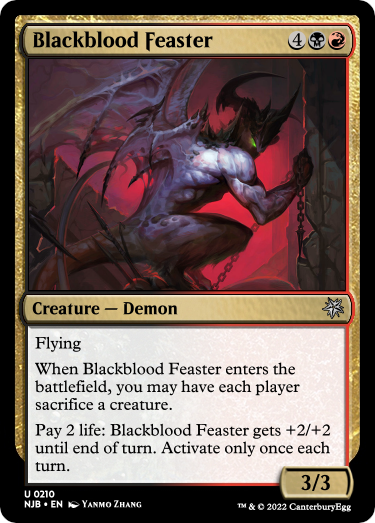 Blackblood Feaster 4
Creature — Demon
Flying
When Blackblood Feaster enters the
battlefield, you may have each player
sacrifice a creature.
Pay 2 life: Blackblood Feaster gets +2/+2
until end of turn. Activate only once each
turn.
3/3
U 0210
NJB • EN YANMO ZHANG
™ & © 2022 CanterburyEgg